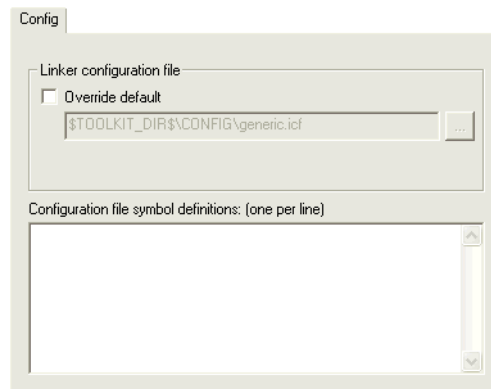 Config
Linker configuration file
Override default
$TOOLKIT_DIR$\CONFIG\generic.icf
...
Configuration file symbol definitions: (one per line)